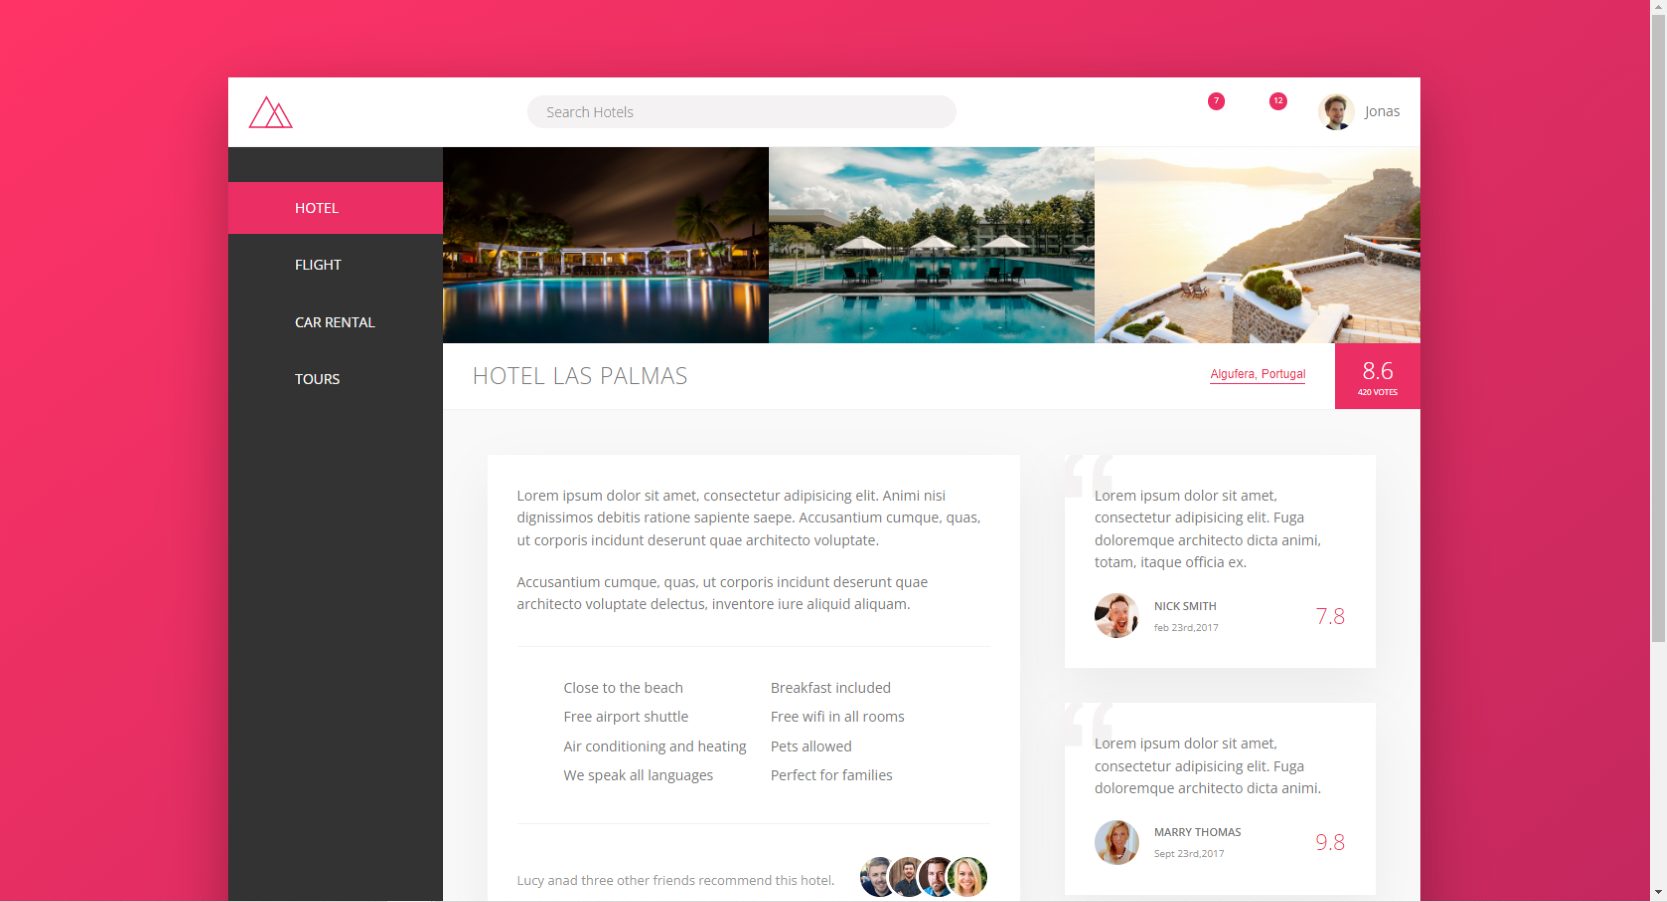 Search Hotels
7
12
Jonas
HOTEL
FLIGHT
CAR RENTAL
TOURS
HOTEL LAS PALMAS
Algufera, Portugal
8.6
420 VOTES
Lorem ipsum dolor sit amet, consectetur adipisicing elit. Animi nisi
dignissimos debitis ratione sapiente saepe. Accusantium cumque, quas,
ut corporis incidunt deserunt quae architecto voluptate.
Accusantium cumque, quas, ut corporis incidunt deserunt quae
architecto voluptate delectus, inventore iure aliquid aliquam.
Close to the beach
Breakfast included
Free airport shuttle
Free wifi in all rooms
Air conditioning and heating
Pets allowed
We speak all languages
Perfect for families
Lucy anad three other friends recommend this hotel.
“
Lorem ipsum dolor sit amet,
consectetur adipisicing elit. Fuga
doloremque architecto dicta animi,
totam, itaque officia ex.
NICK SMITH
feb 23rd,2017
7.8
“
Lorem ipsum dolor sit amet,
consectetur adipisicing elit. Fuga
doloremque architecto dicta animi.
MARRY THOMAS
Sept 23rd,2017
9.8